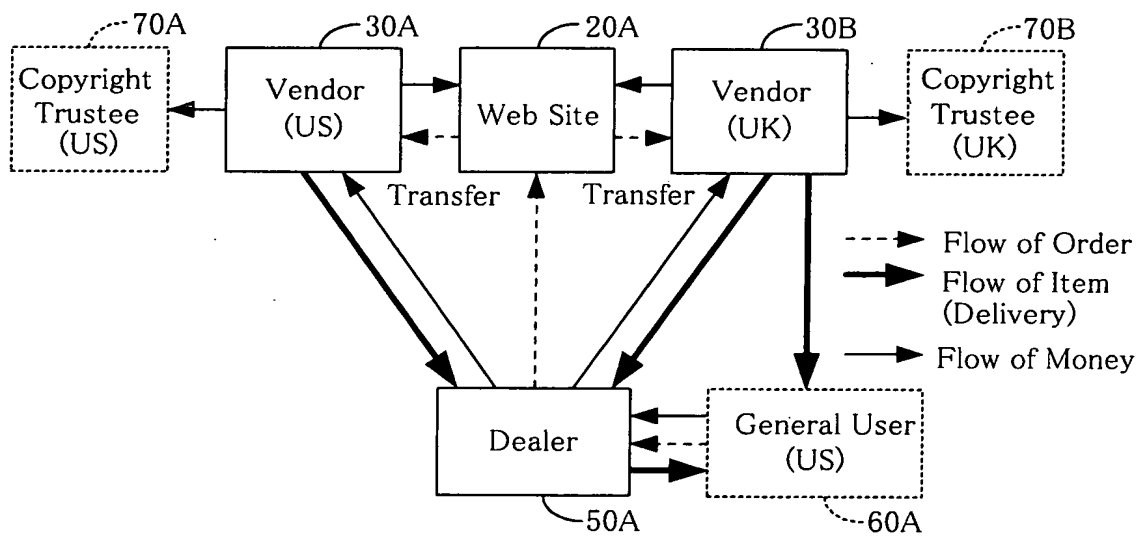 70A
30A
20A
30B
70B
Copyright
Trustee
(US)
Vendor
(US)
Web Site
Vendor
(UK)
Copyright
Trustee
(UK)
Transfer
Transfer
Flow of Order
Flow of Item
(Delivery)
Flow of Money
Dealer
General User
(US)
50A
60A